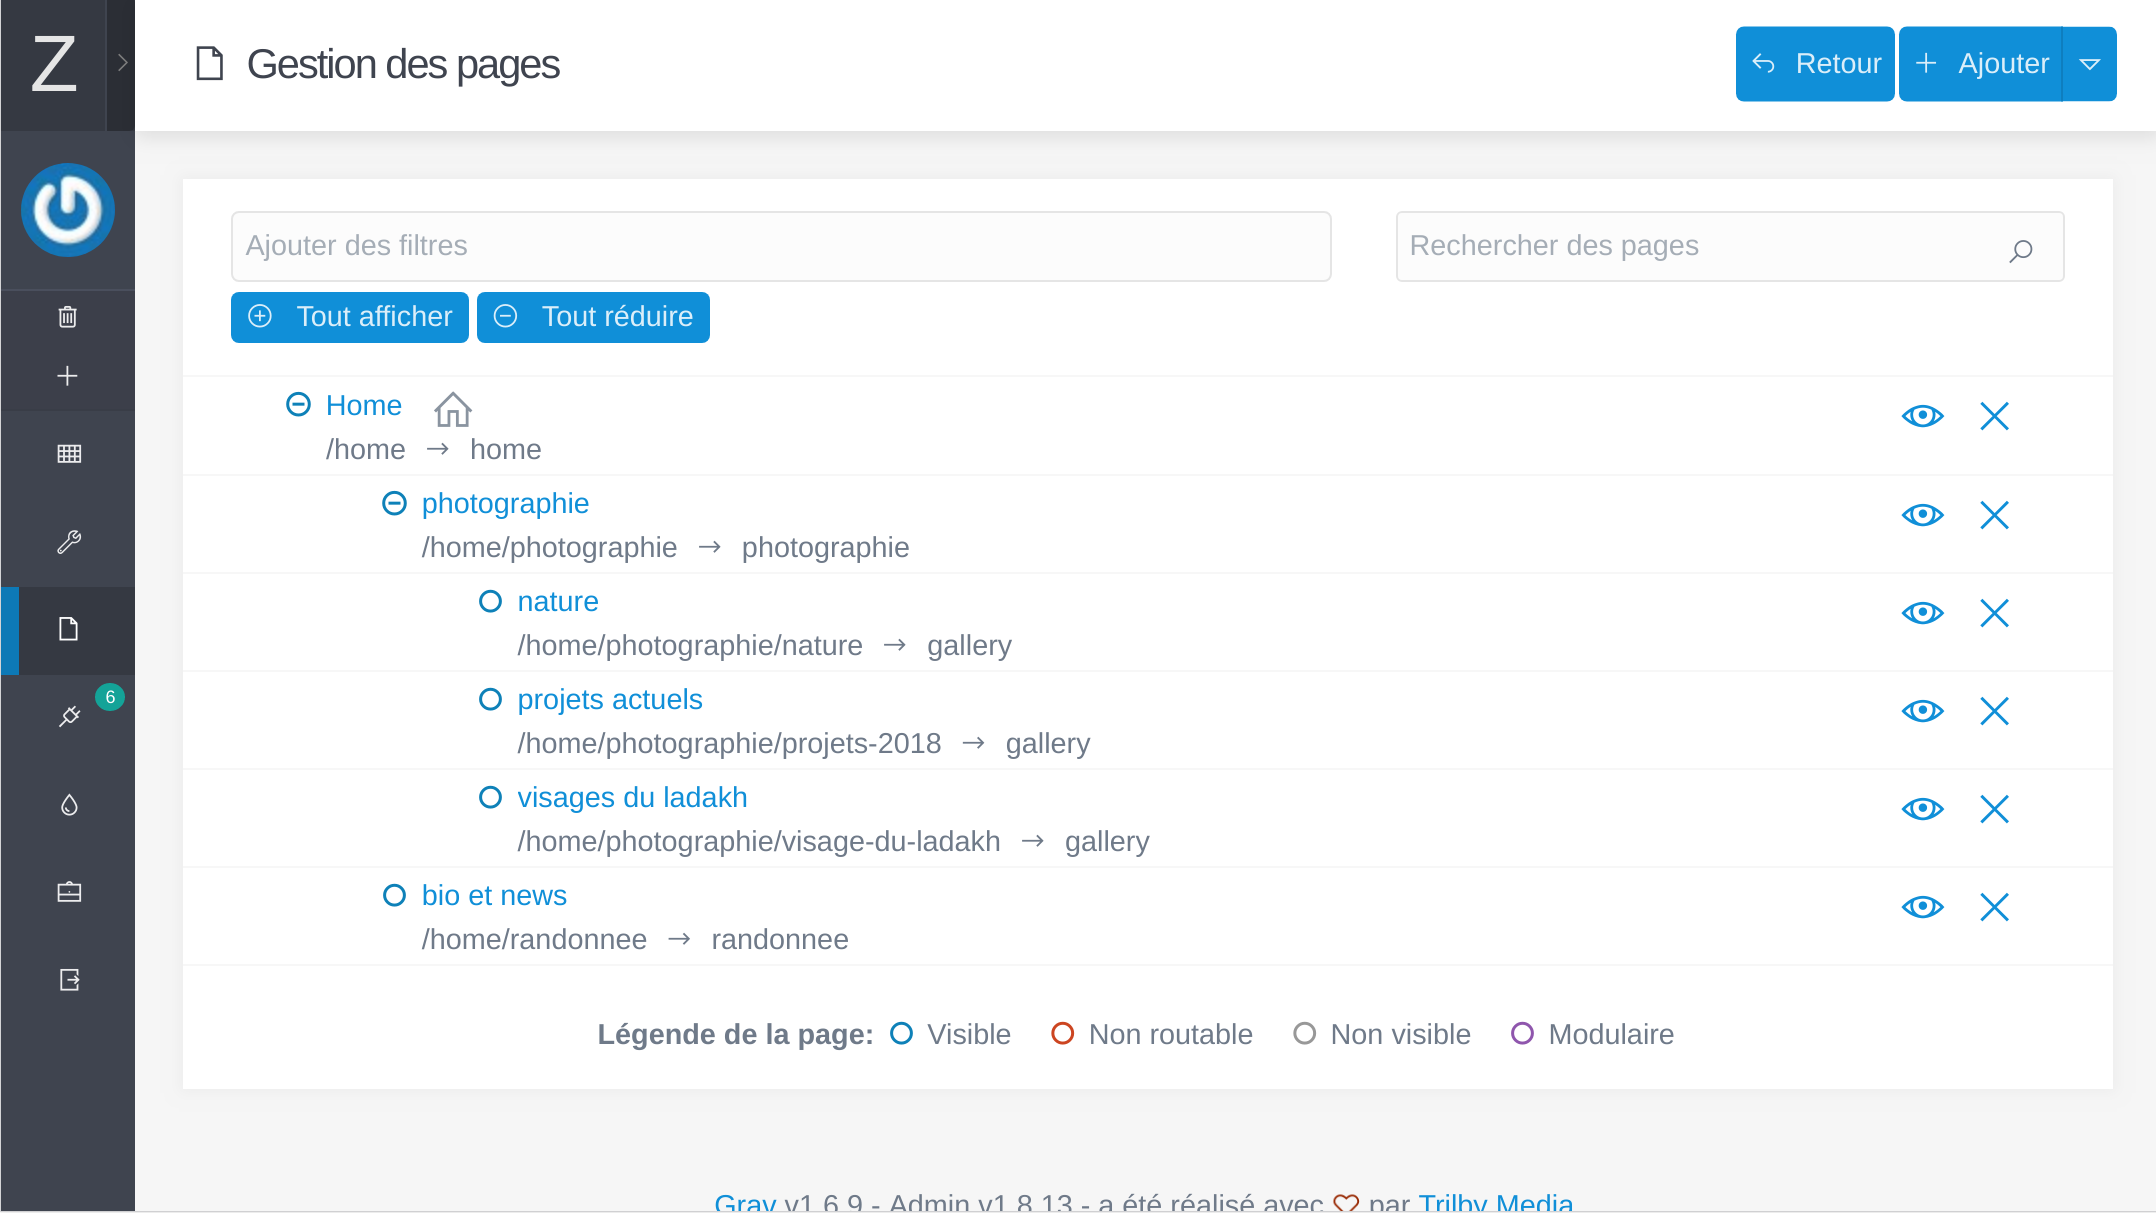 Z
Gestion des pages
Retour
Ajouter
Ajouter des filtres
Rechercher des pages
Tout afficher
Tout réduire
Home
/home → home
photographie
/home/photographie → photographie
nature
/home/photographie/nature → gallery
projets actuels
/home/photographie/projets-2018 → gallery
visages du ladakh
/home/photographie/visage-du-ladakh → gallery
bio et news
/home/randonnee → randonnee
6
Légende de la page: Visible Non routable Non visible Modulaire
Grav v1.6.9 - Admin v1.8.13 - a été réalisé avec par Trilby Media